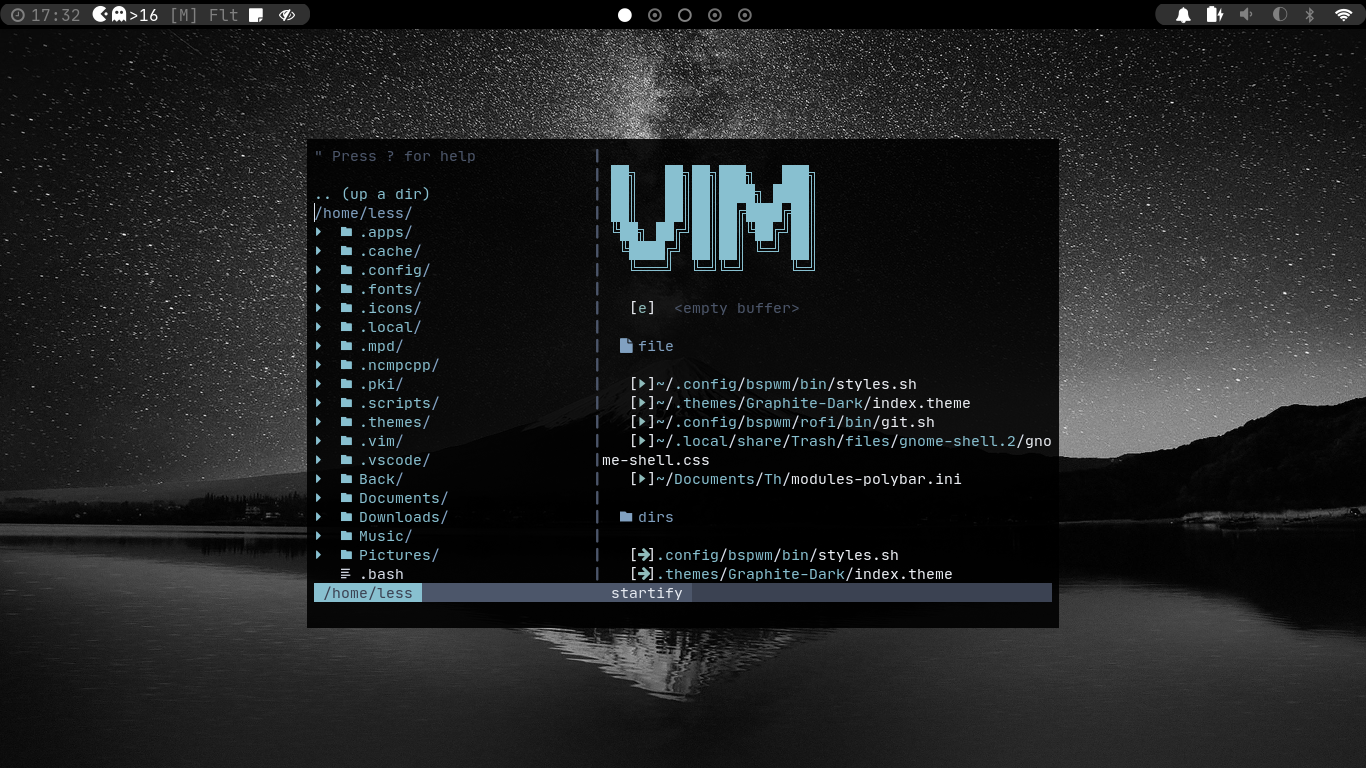 17:32 >16 [M] Flt
" Press ? for help
.. (up a dir)
/home/less/
.apps/
.cache/
.config/
.fonts/
.icons/
.local/
.mpd/
.ncmpcpp/
.pki/
.scripts/
.themes/
.vim/
.vscode/
Back/
Documents/
Downloads/
Music/
Pictures/
.bash
/home/less
VIM
[e] <empty buffer>
file
[ ]~/.config/bspwm/bin/styles.sh
[ ]~/.themes/Graphite-Dark/index.theme
[ ]~/.config/bspwm/rofi/bin/git.sh
[ ]~/.local/share/Trash/files/gnome-shell.2/gno
me-shell.css
[ ]~/Documents/Th/modules-polybar.ini
dirs
[ ].config/bspwm/bin/styles.sh
[ ].themes/Graphite-Dark/index.theme
startify